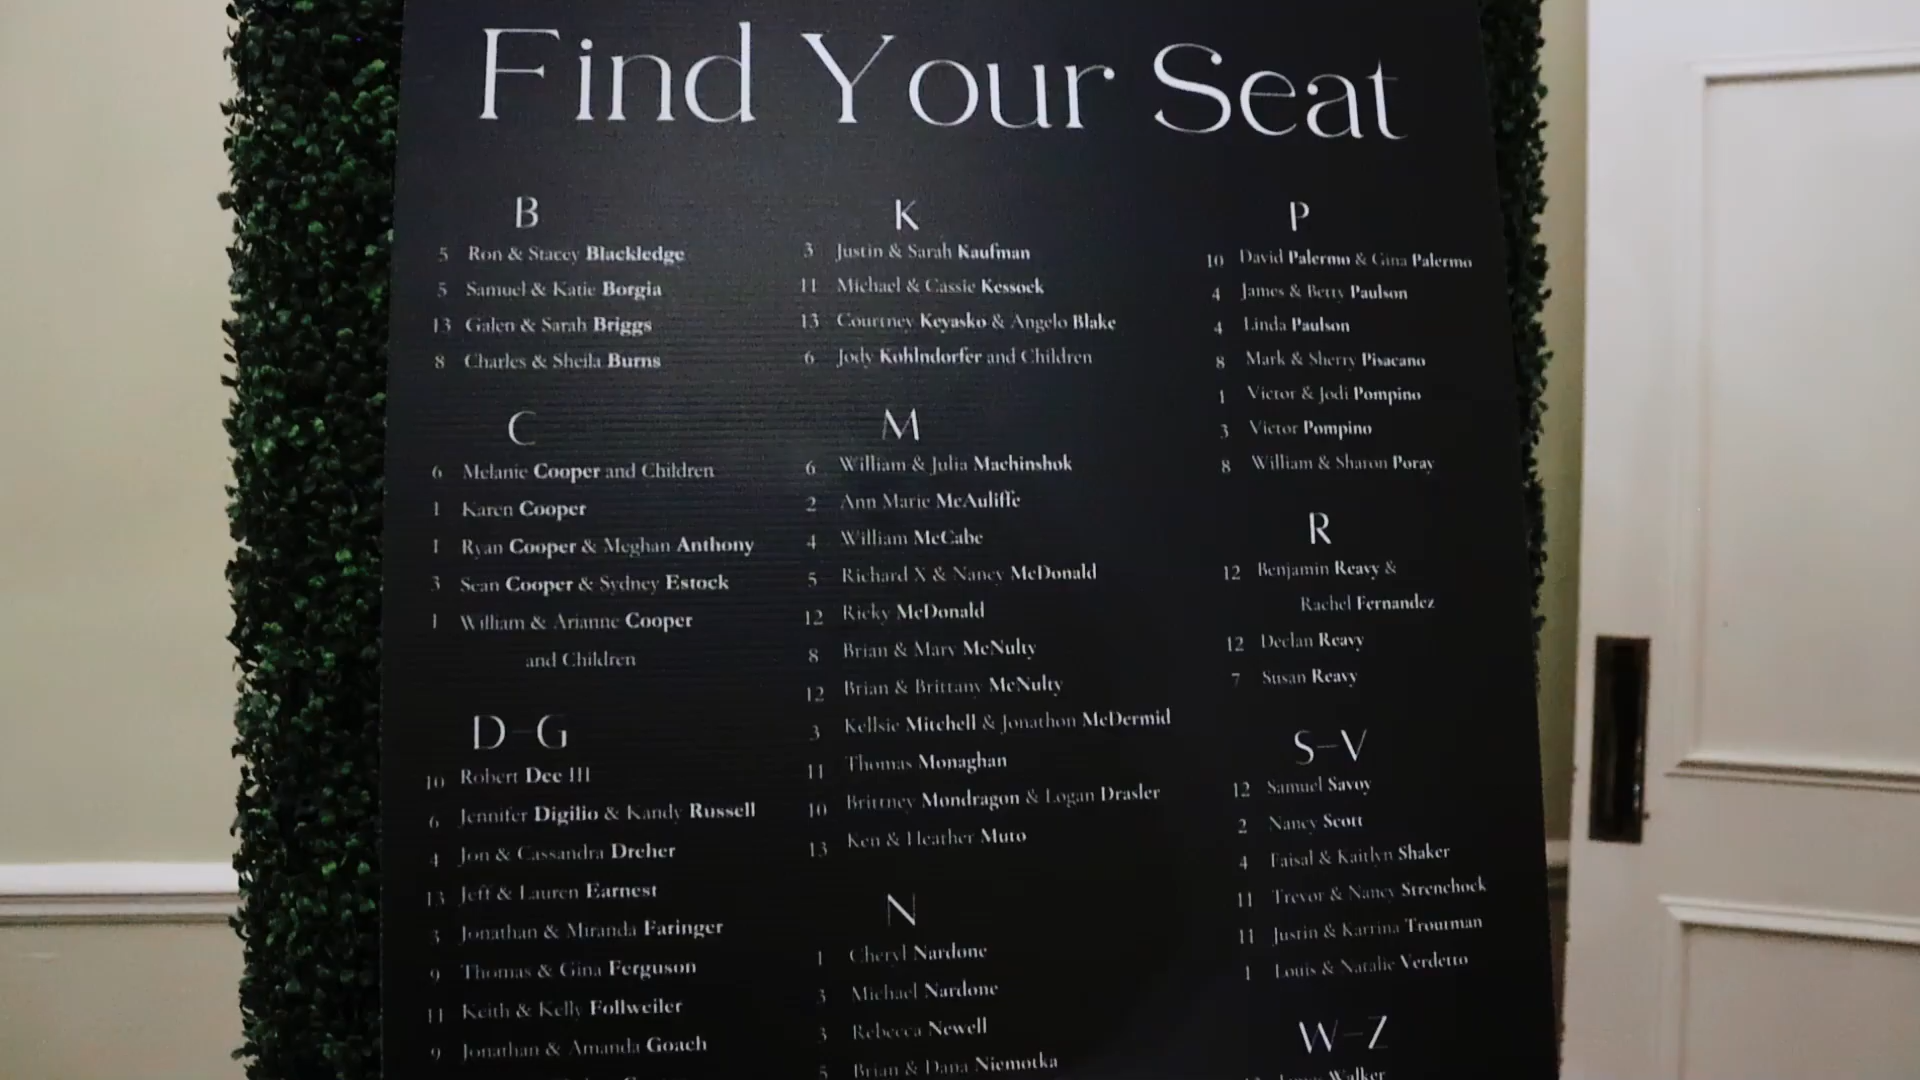 Find Your Seat
B
5 Ron & Stacey Blackledge
5 Samuel & Katie Borgia
13 Galen & Sarah Briggs
8 Charles & Sheila Burns
C
6 Melanie Cooper and Children
1 Karen Cooper
1 Ryan Cooper & Meghan Anthony
3 Sean Cooper & Sydney Estock
1 William & Arianne Cooper
and Children
D-G
10 Robert Dee III
6 Jennifer Digilio & Kandy Russell
4 Jon & Cassandra Dreher
13 Jeff & Lauren Earnest
3 Jonathan & Miranda Faringer
9 Thomas & Gina Ferguson
11 Keith & Kelly Follweiler
9 Jonathan & Amanda Goach
K
3 Justin & Sarah Kaufman
11 Michael & Cassie Kessock
13 Courtney Keyasko & Angelo Blake
6 Jody Kohlndorfer and Children
M
6 William & Julia Machinshok
2 Ann Marie McAuliffe
4 William McCabe
5 Richard X & Nancy McDonald
12 Ricky McDonald
8 Brian & Mary McNulty
12 Brian & Brittany McNulty
3 Kellsie Mitchell & Jonathon McDermid
11 Thomas Monaghan
10 Brittney Mondragon & Logan Drasler
13 Ken & Heather Muto
N
1 Cheryl Nardone
3 Michael Nardone
3 Rebecca Newell
5 Brian & Dana Niemotka
P
10 David Palermo & Gina Palermo
4 James & Betty Paulson
4 Linda Paulson
8 Mark & Sherry Pisacano
1 Victor & Jodi Pompino
3 Victor Pompino
8 William & Sharon Poray
R
12 Benjamin Reavy &
Rachel Fernandez
12 Declan Reavy
7 Susan Reavy
S-V
12 Samuel Savoy
2 Nancy Scott
4 Faisal & Kaitlyn Shaker
11 Trevor & Nancy Strenchock
11 Justin & Karrina Troutman
1 Louis & Natalie Verdetto
W-Z
Walker